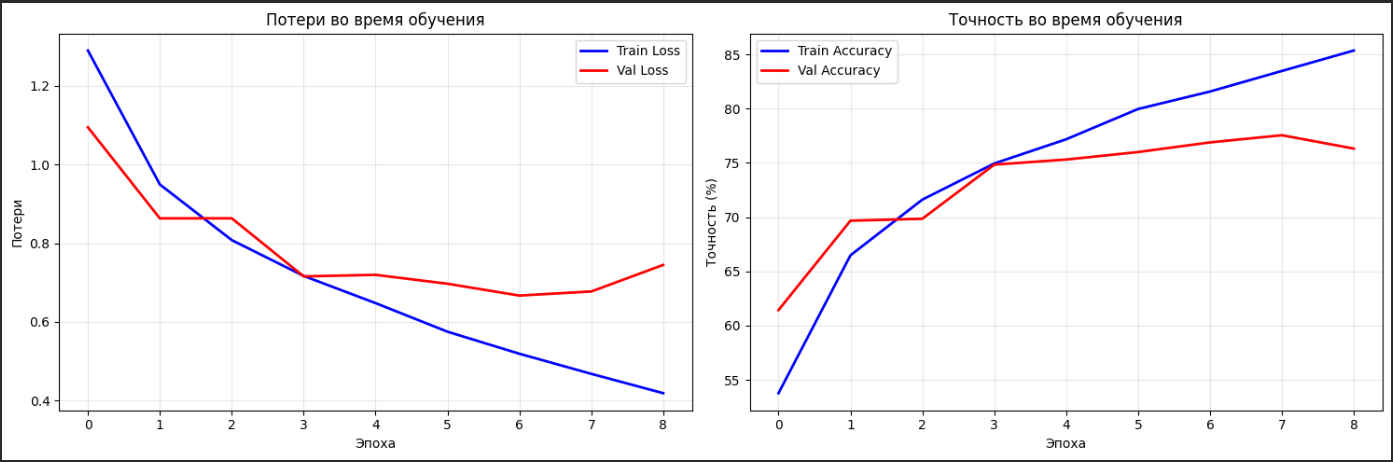 Потери во время обучения
Train Loss
Val Loss
1.2
1.0
0.8
0.6
0.4
Потери
0 1 2 3 4 5 6 7 8
Эпоха
Точность во время обучения
Train Accuracy
Val Accuracy
85
80
75
70
65
60
55
Точность (%)
0 1 2 3 4 5 6 7 8
Эпоха